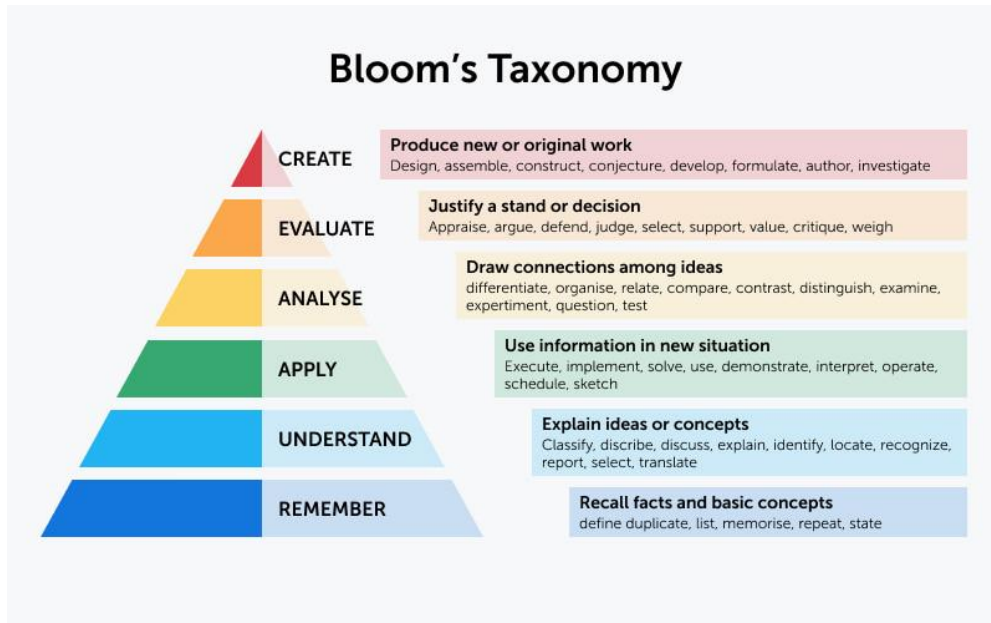 Bloom's Taxonomy
CREATE
Produce new or original work
Design, assemble, construct, conjecture, develop, formulate, author, investigate
EVALUATE
Justify a stand or decision
Appraise, argue, defend, judge, select, support, value, critique, weigh
ANALYSE
Draw connections among ideas
differentiate, organise, relate, compare, contrast, distinguish, examine,
expertiment, question, test
APPLY
Use information in new situation
Execute, implement, solve, use, demonstrate, interpret, operate,
schedule, sketch
UNDERSTAND
Explain ideas or concepts
Classify, discribe, discuss, explain, identify, locate, recognize,
report, select, translate
REMEMBER
Recall facts and basic concepts
define duplicate, list, memorise, repeat, state